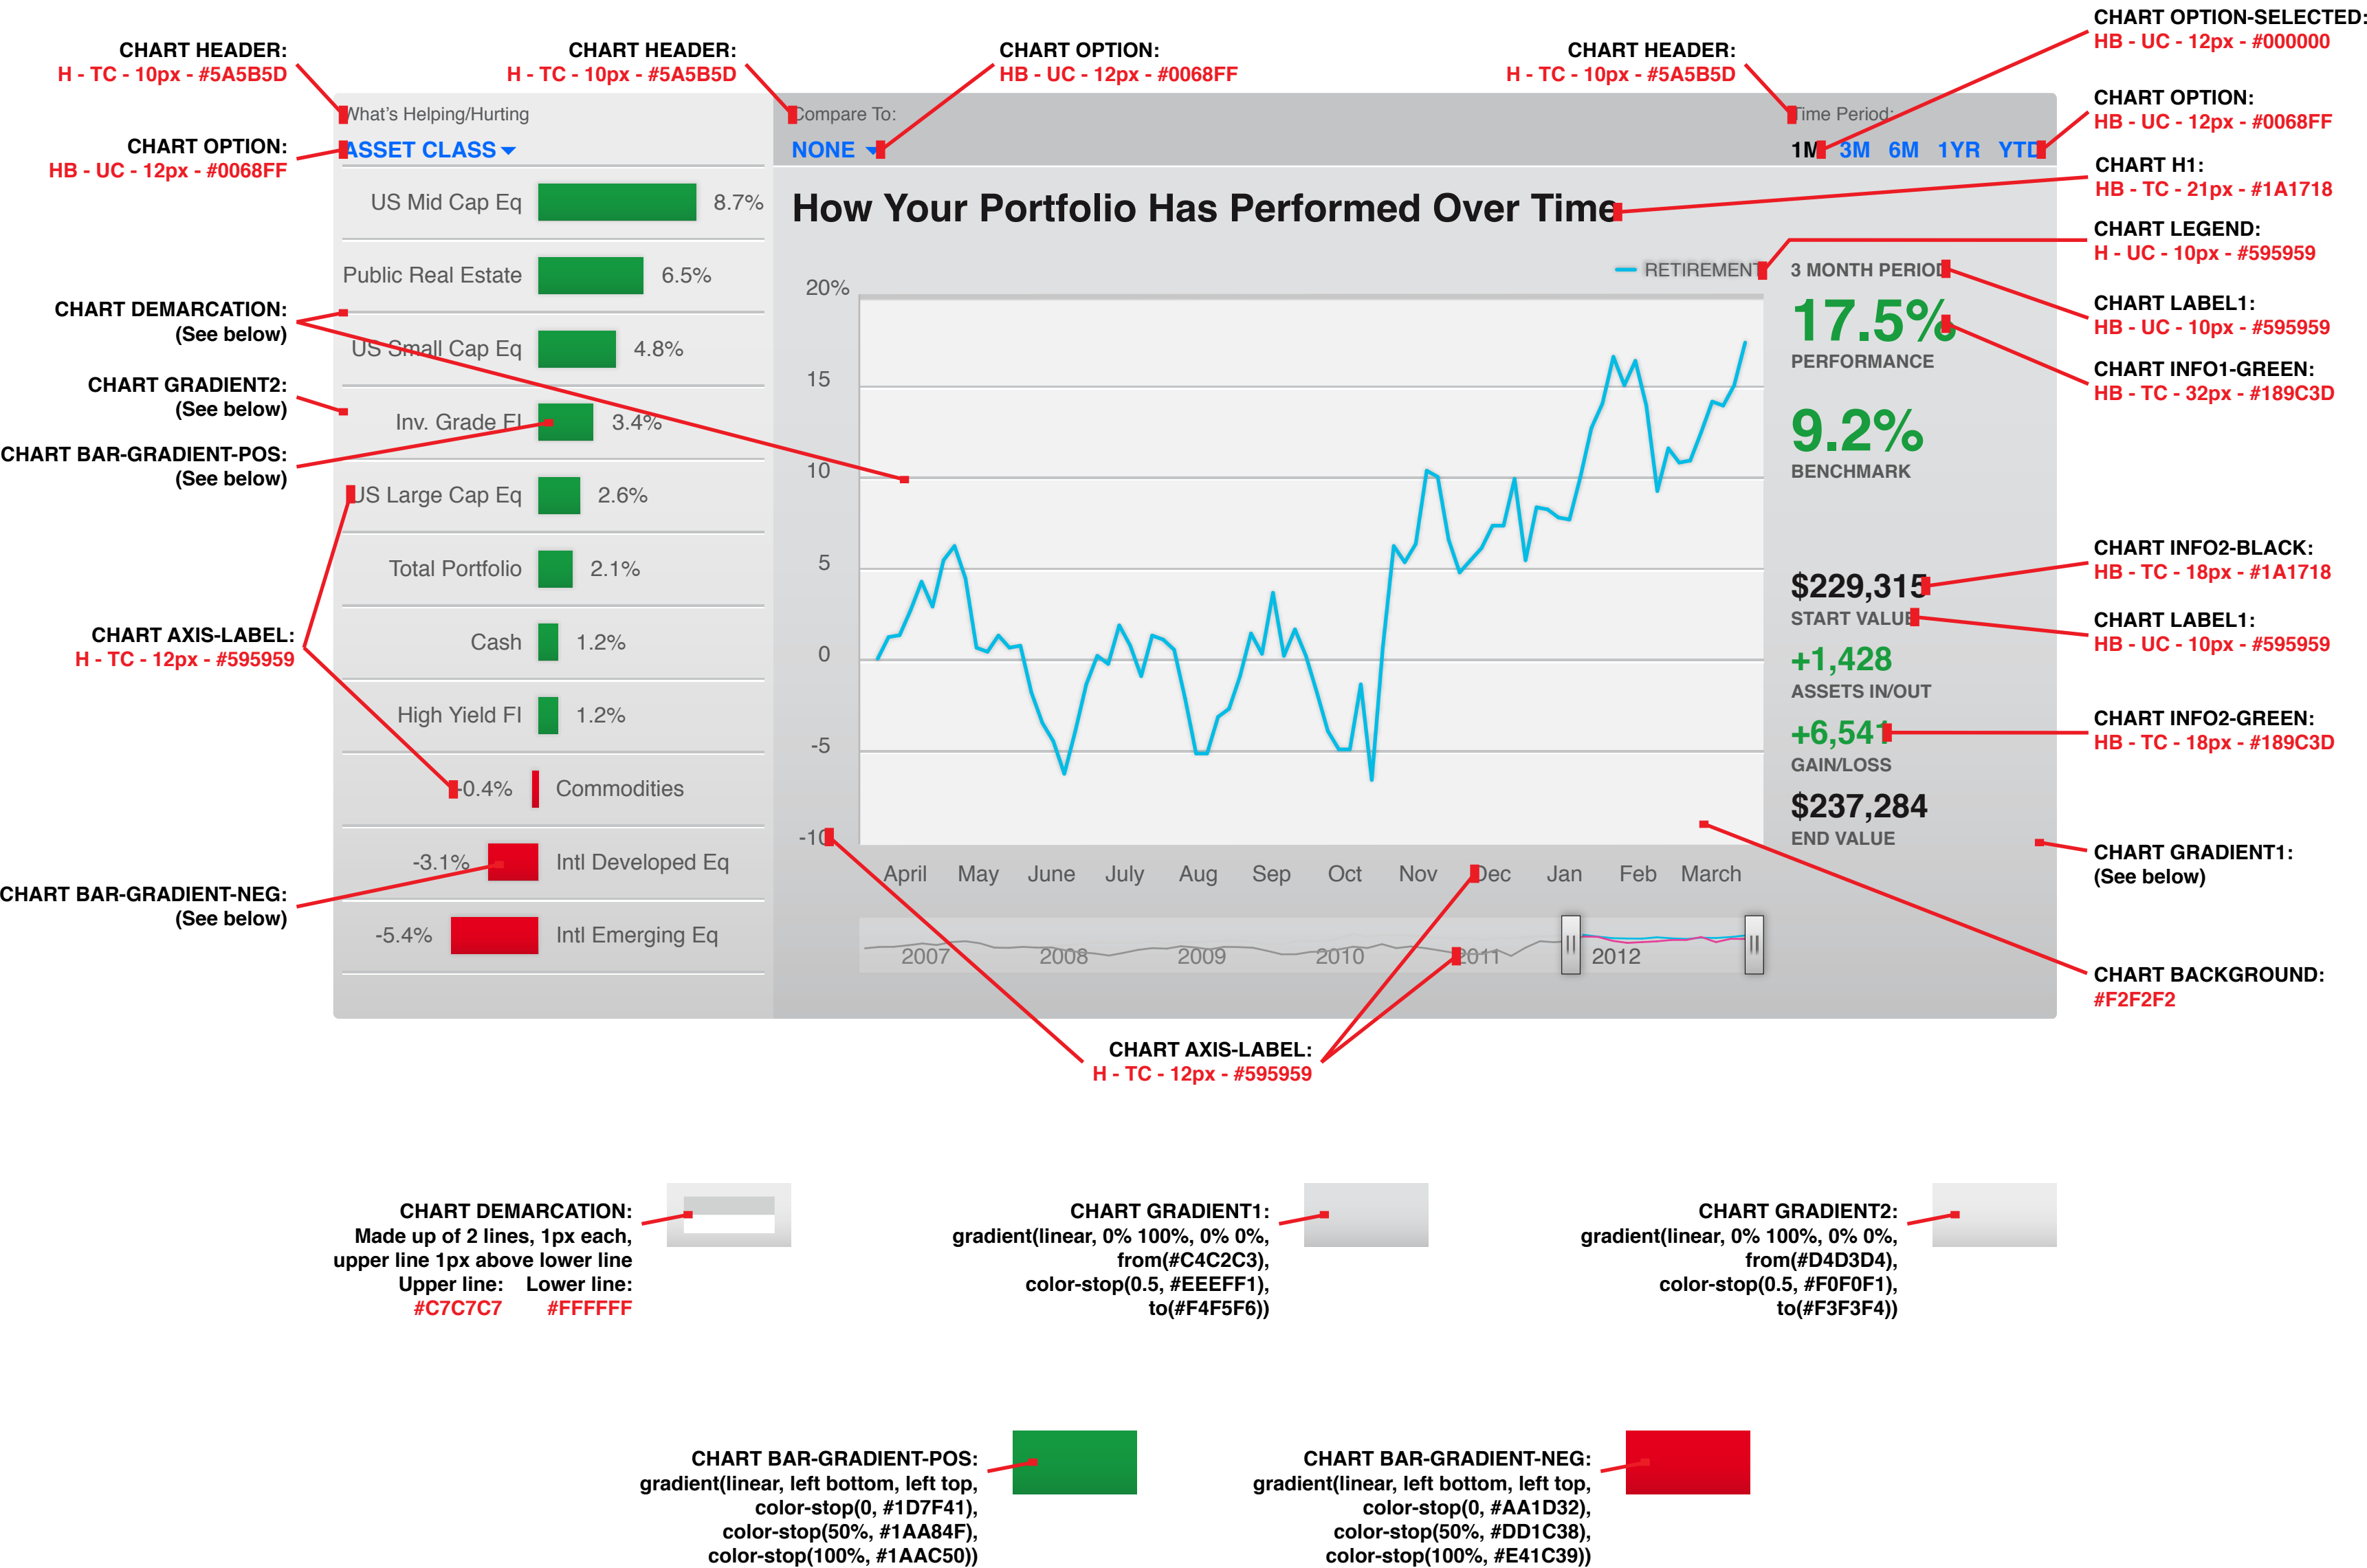 CHART OPTION-SELECTED:
HB - UC - 12px - #000000
CHART HEADER:
H - TC - 10px - #5A5B5D
CHART HEADER:
H - TC - 10px - #5A5B5D
CHART OPTION:
HB - UC - 12px - #0068FF
CHART HEADER:
H - TC - 10px - #5A5B5D
CHART OPTION:
HB - UC - 12px - #0068FF
CHART OPTION:
HB - UC - 12px - #0068FF
CHART H1:
HB - TC - 21px - #1A1718
CHART LEGEND:
H - UC - 10px - #595959
CHART LABEL1:
HB - UC - 10px - #595959
CHART INFO1-GREEN:
HB - TC - 32px - #189C3D
CHART DEMARCATION:
(See below)
CHART GRADIENT2:
(See below)
CHART BAR-GRADIENT-POS:
(See below)
CHART AXIS-LABEL:
H - TC - 12px - #595959
CHART BAR-GRADIENT-NEG:
(See below)
What's Helping/Hurting
ASSET CLASS
US Mid Cap Eq 8.7%
Public Real Estate 6.5%
US Small Cap Eq 4.8%
Inv. Grade FI 3.4%
US Large Cap Eq 2.6%
Total Portfolio 2.1%
Cash 1.2%
High Yield FI 1.2%
-0.4% Commodities
-3.1% Intl Developed Eq
-5.4% Intl Emerging Eq
Compare To:
NONE
Time Period:
1M 3M 6M 1YR YTD
How Your Portfolio Has Performed Over Time
RETIREMENT
20%
15
10
5
0
-5
-10
April May June July Aug Sep Oct Nov Dec Jan Feb March
2007 2008 2009 2010 2011 2012
3 MONTH PERIOD
17.5%
PERFORMANCE
9.2%
BENCHMARK
$229,315
START VALUE
+1,428
ASSETS IN/OUT
+6,541
GAIN/LOSS
$237,284
END VALUE
CHART INFO2-BLACK:
HB - TC - 18px - #1A1718
CHART LABEL1:
HB - UC - 10px - #595959
CHART INFO2-GREEN:
HB - TC - 18px - #189C3D
CHART GRADIENT1:
(See below)
CHART BACKGROUND:
#F2F2F2
CHART AXIS-LABEL:
H - TC - 12px - #595959
CHART DEMARCATION:
Made up of 2 lines, 1px each,
upper line 1px above lower line
Upper line: Lower line:
#C7C7C7 #FFFFFF
CHART GRADIENT1:
gradient(linear, 0% 100%, 0% 0%,
from(#C4C2C3),
color-stop(0.5, #EEEFF1),
to(#F4F5F6))
CHART GRADIENT2:
gradient(linear, 0% 100%, 0% 0%,
from(#D4D3D4),
color-stop(0.5, #F0F0F1),
to(#F3F3F4))
CHART BAR-GRADIENT-POS:
gradient(linear, left bottom, left top,
color-stop(0, #1D7F41),
color-stop(50%, #1AA84F),
color-stop(100%, #1AAC50))
CHART BAR-GRADIENT-NEG:
gradient(linear, left bottom, left top,
color-stop(0, #AA1D32),
color-stop(50%, #DD1C38),
color-stop(100%, #E41C39))